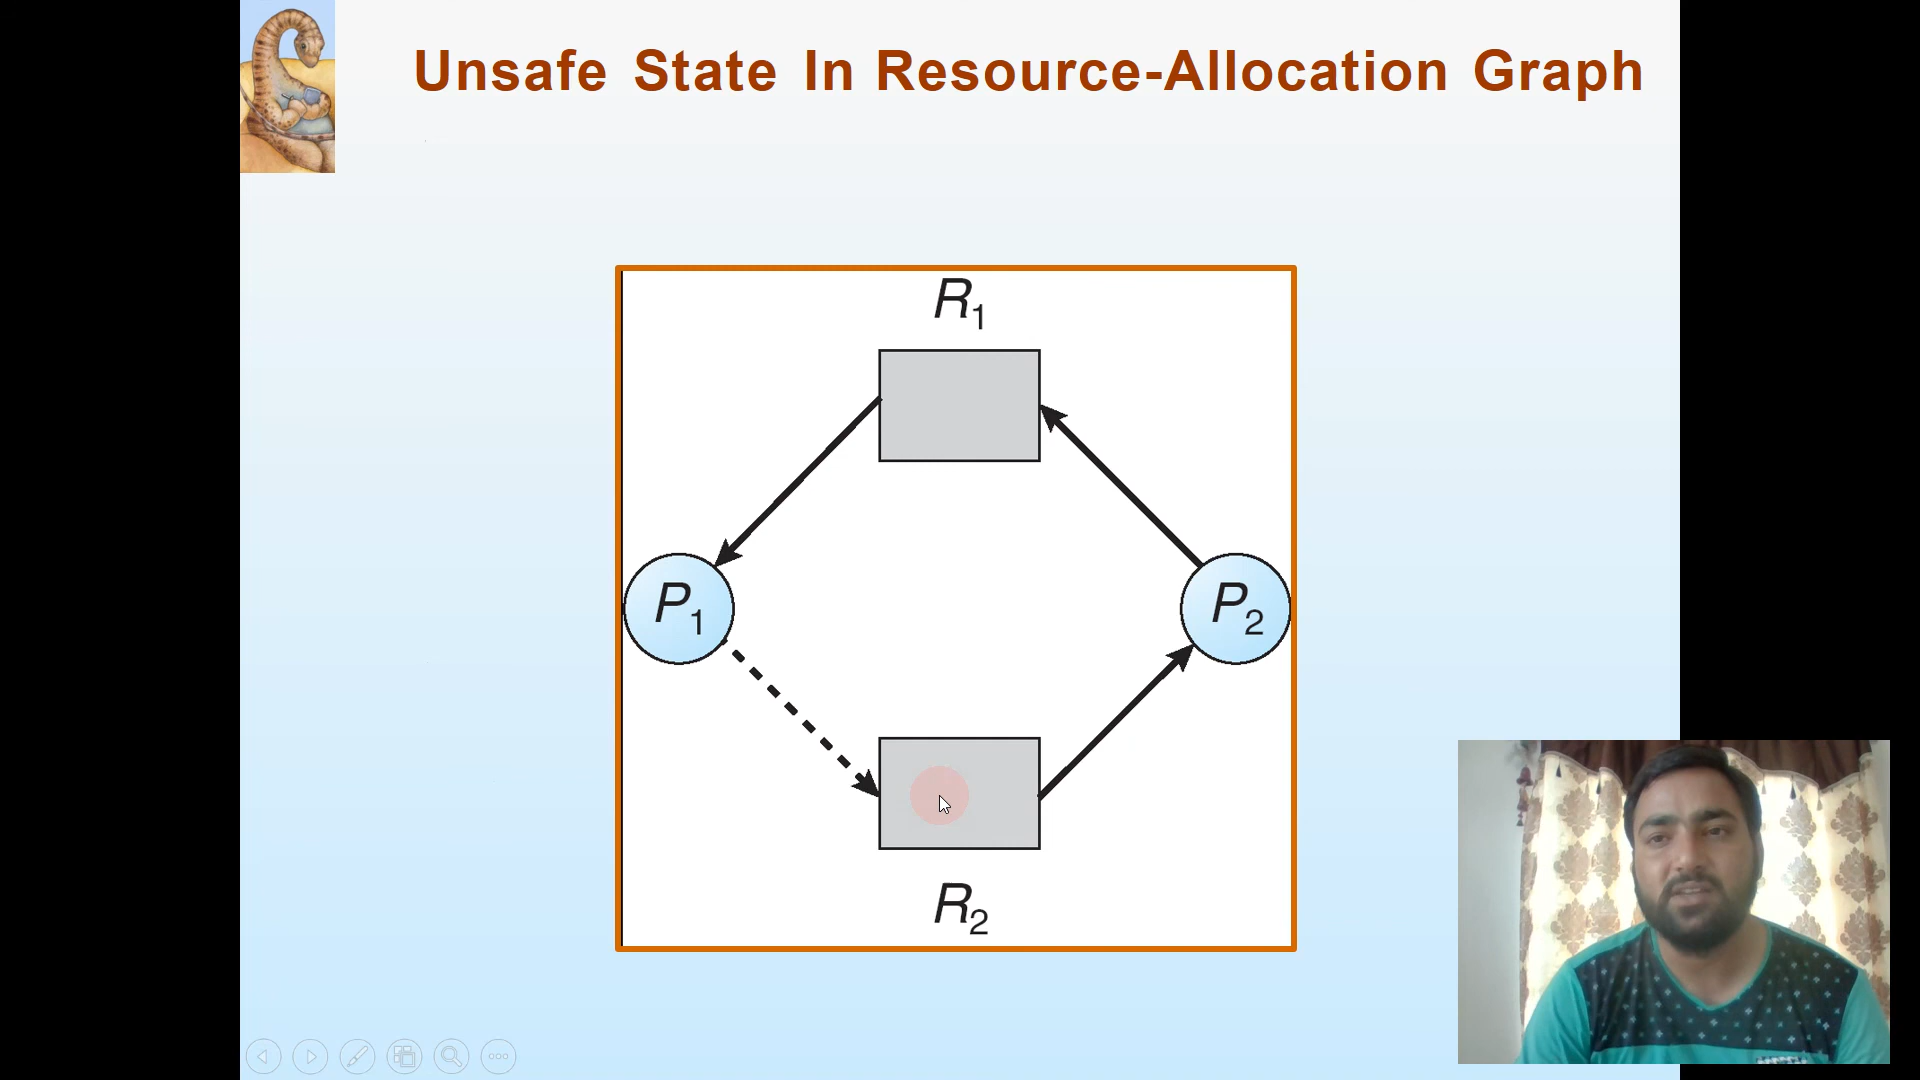 Unsafe State In Resource-Allocation Graph
R1
P1
P2
R2